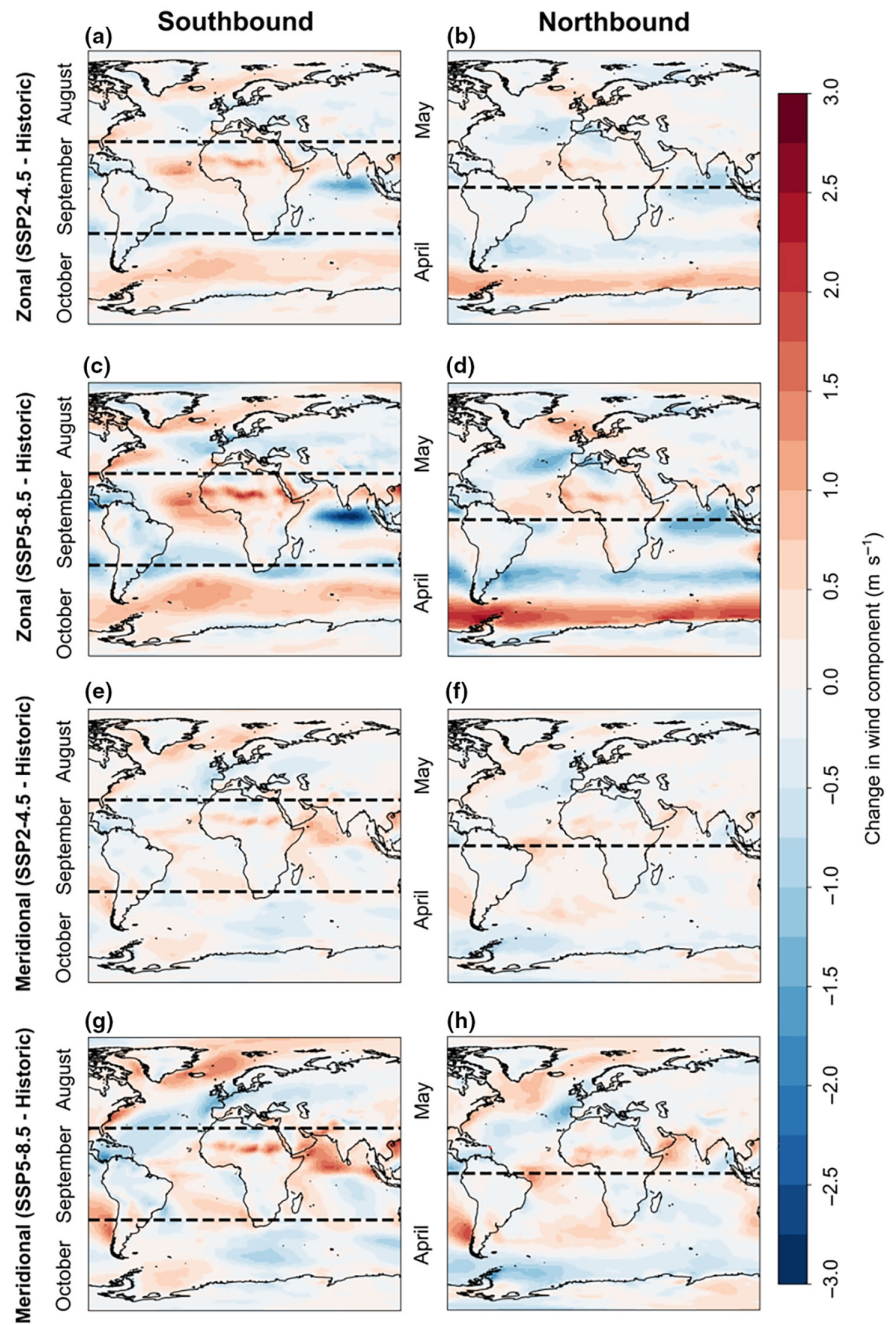 Southbound
Northbound
(a)
(b)
Zonal (SSP2-4.5 - Historic)
October September August
April May
(c)
(d)
Zonal (SSP5-8.5 - Historic)
October September August
April May
(e)
(f)
Meridional (SSP2-4.5 - Historic)
October September August
April May
(g)
(h)
Meridional (SSP5-8.5 - Historic)
October September August
April May
3.0
2.5
2.0
1.5
1.0
0.5
0.0
−0.5
−1.0
−1.5
−2.0
−2.5
−3.0
Change in wind component (m s⁻¹)